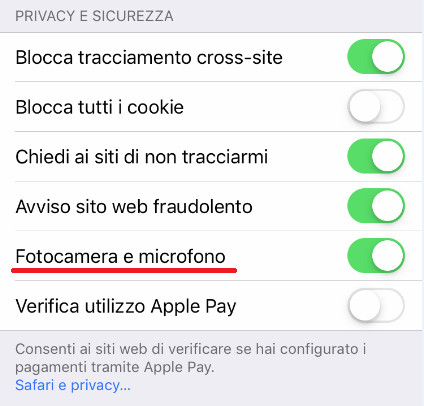 PRIVACY E SICUREZZA
Blocca tracciamento cross-site
Blocca tutti i cookie
Chiedi ai siti di non tracciarmi
Avviso sito web fraudolento
Fotocamera e microfono
Verifica utilizzo Apple Pay
Consenti ai siti web di verificare se hai configurato i
pagamenti tramite Apple Pay.
Safari e privacy...